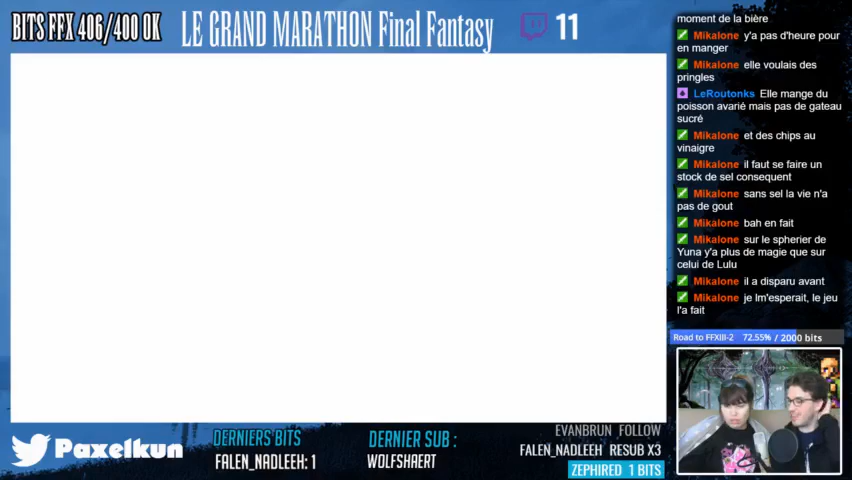 BITS FFX 406/400 OK
LE GRAND MARATHON Final Fantasy
11
moment de la bière
Mikalone y'a pas d'heure pour
en manger
Mikalone elle voulais des
pringles
LeRoutonks Elle mange du
poisson avarié mais pas de gateau
sucré
Mikalone et des chips au
vinaigre
Mikalone il faut se faire un
stock de sel consequent
Mikalone sans sel la vie n'a
pas de gout
Mikalone bah en fait
Mikalone sur le spherier de
Yuna y'a plus de magie que sur
celui de Lulu
Mikalone il a disparu avant
Mikalone je lm'esperait, le jeu
l'a fait
Road to FFXIII-2 72.55% / 2000 bits
Paxelkun
DERNIERS BITS
FALEN_NADLEEH: 1
DERNIER SUB :
WOLFSHAERT
EVANBRUN FOLLOW
FALEN_NADLEEH RESUB X3
ZEPHIRED 1 BITS